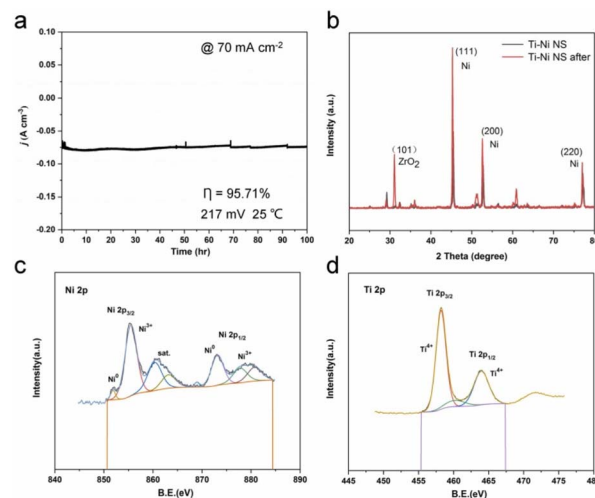 a
@ 70 mA cm⁻²
j (A cm⁻³)
0.10
0.05
0.00
-0.05
-0.10
-0.15
-0.20
η = 95.71%
217 mV 25 ℃
0 10 20 30 40 50 60 70 80 90 100
Time (hr)
b
Ti-Ni NS
Ti-Ni NS after
(111)
Ni
(200)
Ni
(220)
Ni
(101)
ZrO₂
Intensity (a.u.)
20 30 40 50 60 70 80
2 Theta (degree)
c
Ni 2p
Ni 2p₃/₂
Ni³⁺
sat.
Ni⁰
Ni 2p₁/₂
Ni⁰
Ni³⁺
Intensity(a.u.)
840 850 860 870 880 890
B.E.(eV)
d
Ti 2p
Ti 2p₃/₂
Ti⁴⁺
Ti 2p₁/₂
Ti⁴⁺
Intensity(a.u.)
445 450 455 460 465 470 475 480
B.E.(eV)